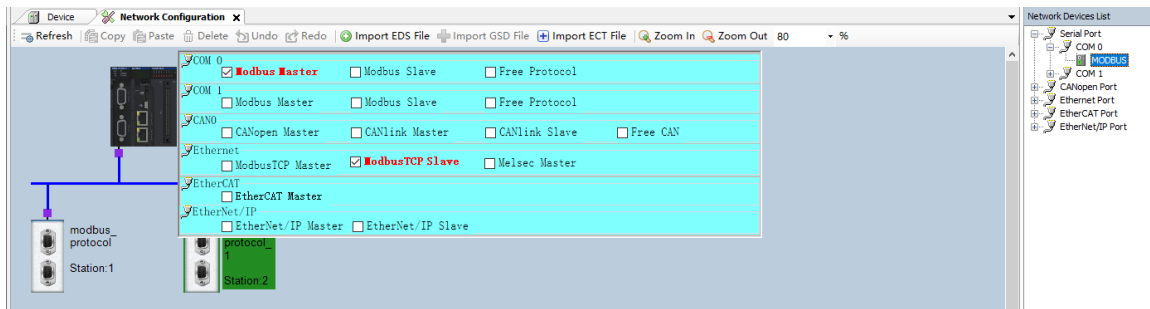 Device
Network Configuration x
Network Devices List
Refresh Copy Paste Delete Undo Redo Import EDS File Import GSD File Import ECT File Zoom In Zoom Out 80 %
COM 0
Modbus Master Modbus Slave Free Protocol
COM 1
Modbus Master Modbus Slave Free Protocol
CAN0
CANopen Master CANlink Master CANlink Slave Free CAN
Ethernet
ModbusTCP Master ModbusTCP Slave Melsec Master
EtherCAT
EtherCAT Master
EtherNet/IP
EtherNet/IP Master EtherNet/IP Slave
modbus_
protocol
Station:1
protocol_
1
Station:2
Serial Port
COM 0
MODBUS
COM 1
CANopen Port
Ethernet Port
EtherCAT Port
EtherNet/IP Port